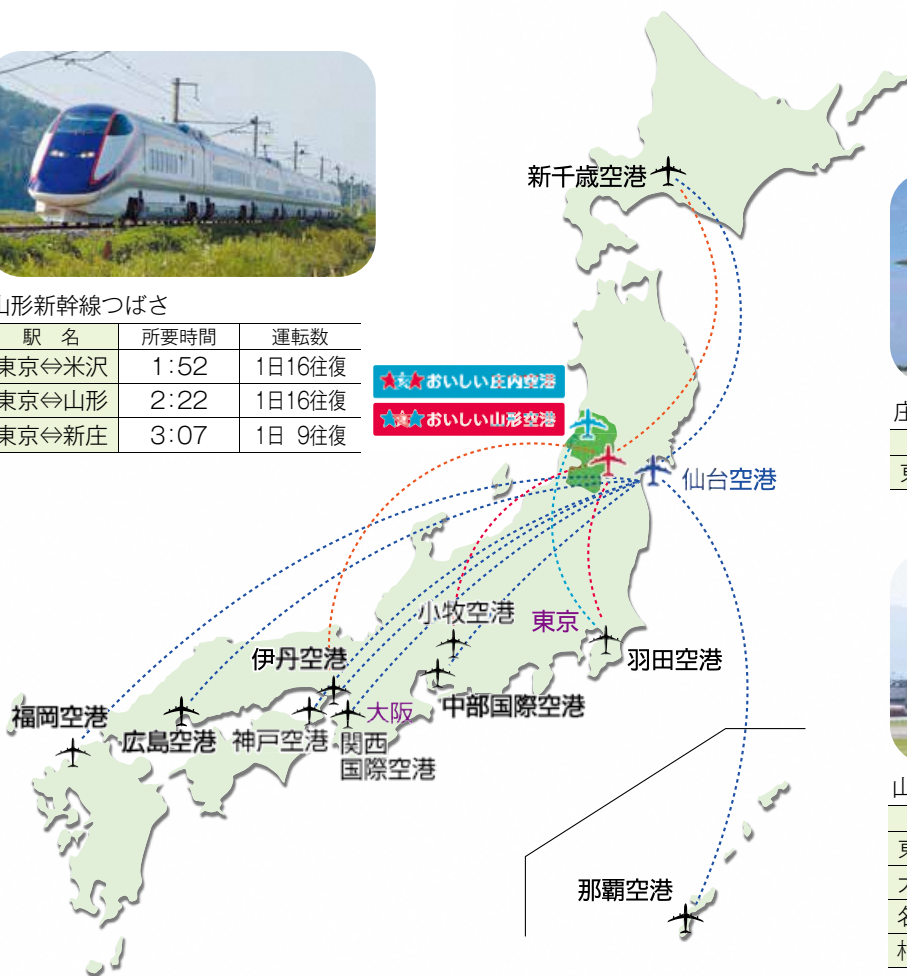 新千歳空港
山形新幹線つばさ
駅 名 所要時間 運転数
東京⇔米沢 1:52 1日16往復
東京⇔山形 2:22 1日16往復
東京⇔新庄 3:07 1日 9往復
おいしい庄内空港
おいしい山形空港
仙台空港
小牧空港
東京
伊丹空港
羽田空港
福岡空港
広島空港
神戸空港
大阪
関西
国際空港
中部国際空港
那覇空港
庄
山